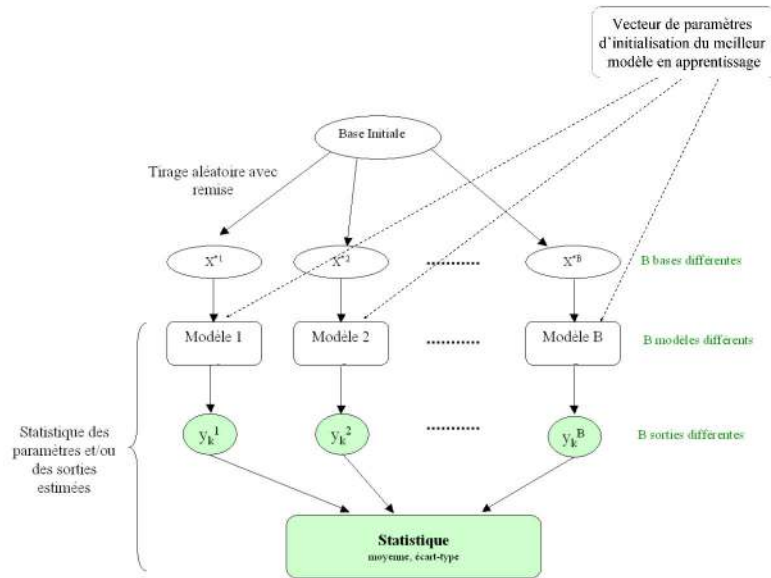 Vecteur de paramètres
d'initialisation du meilleur
modèle en apprentissage
Base Initiale
Tirage aléatoire avec
remise
X*1
X*2
...........
X*B
B bases différentes
Modèle 1
Modèle 2
...........
Modèle B
B modèles différents
Statistique des
paramètres et/ou
des sorties
estimées
yk1
yk2
...........
ykB
B sorties différentes
Statistique
moyenne, écart-type